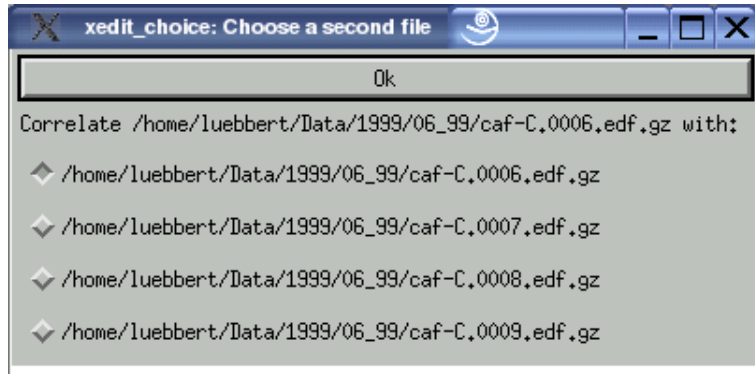 xedit_choice: Choose a second file
Ok
Correlate /home/luebbert/Data/1999/06_99/caf-C.0006.edf.gz with:
/home/luebbert/Data/1999/06_99/caf-C.0006.edf.gz
/home/luebbert/Data/1999/06_99/caf-C.0007.edf.gz
/home/luebbert/Data/1999/06_99/caf-C.0008.edf.gz
/home/luebbert/Data/1999/06_99/caf-C.0009.edf.gz